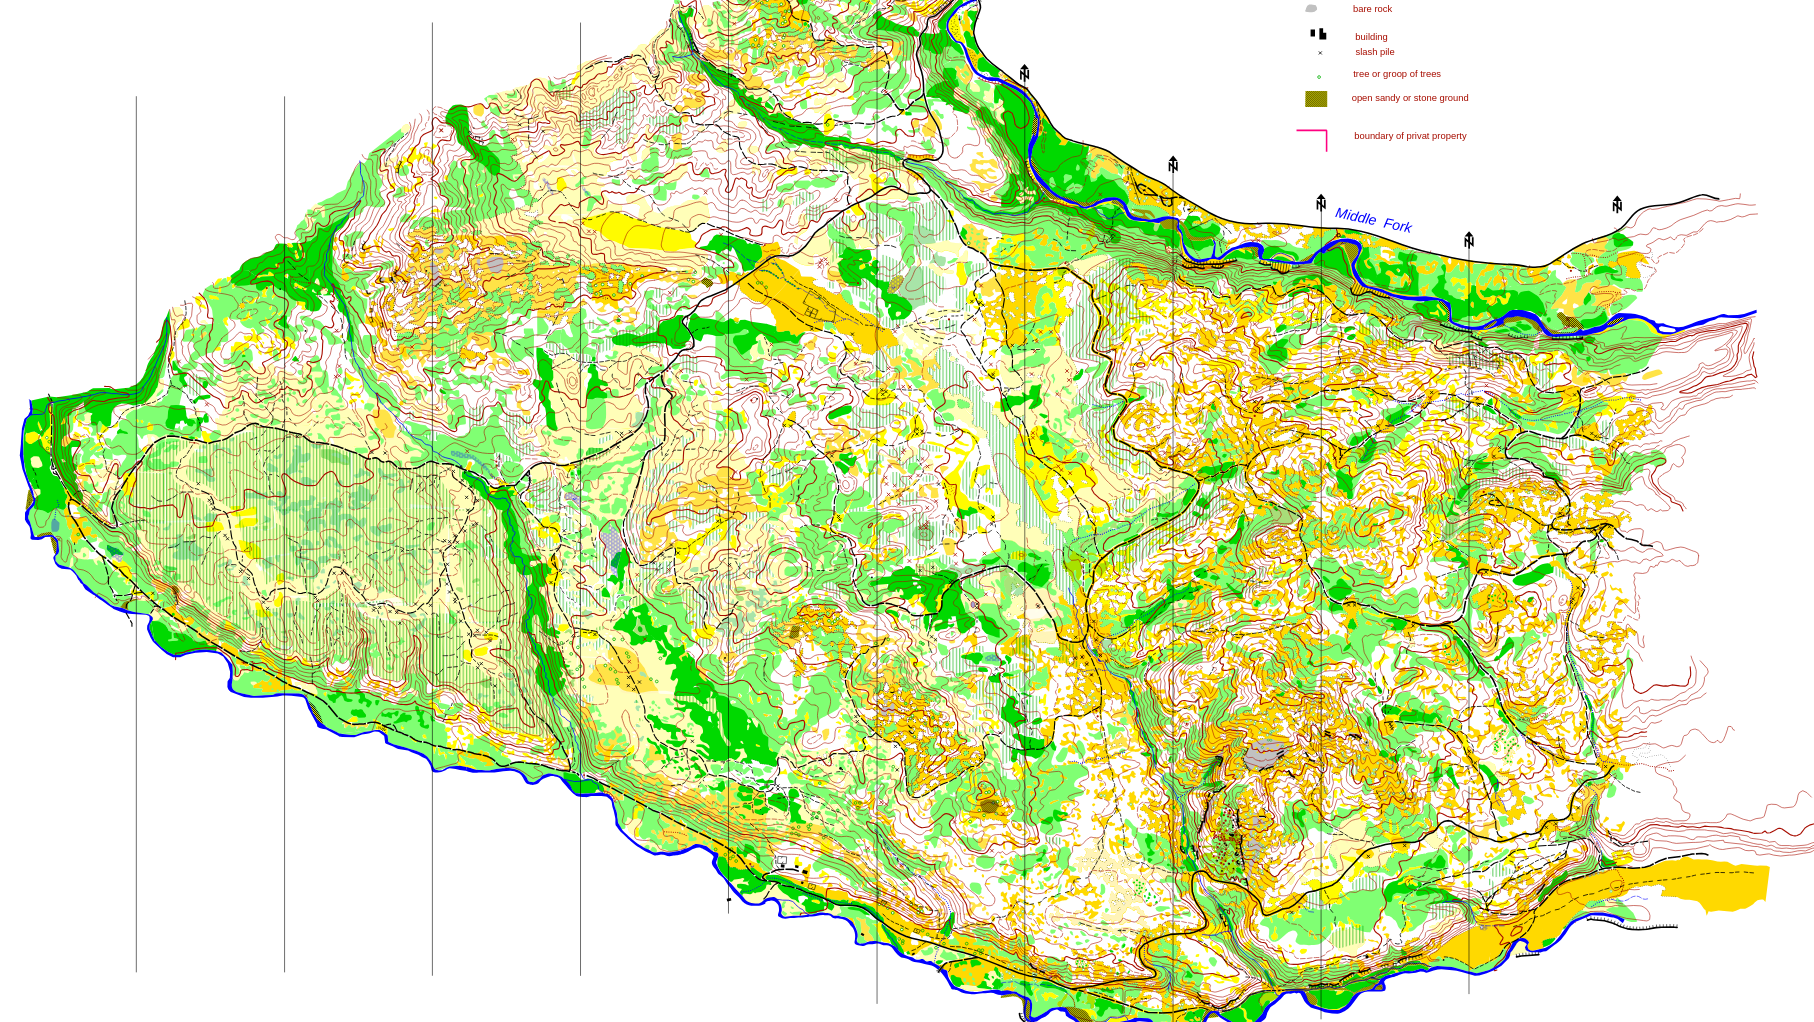 bare rock
building
slash pile
tree or groop of trees
open sandy or stone ground
boundary of privat property
N
N
N
N
N
Middle Fork